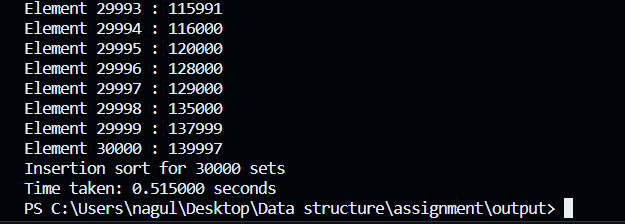 Element 29993 : 115991
Element 29994 : 116000
Element 29995 : 120000
Element 29996 : 128000
Element 29997 : 129000
Element 29998 : 135000
Element 29999 : 137999
Element 30000 : 139997
Insertion sort for 30000 sets
Time taken: 0.515000 seconds
PS C:\Users\nagul\Desktop\Data structure\assignment\output>